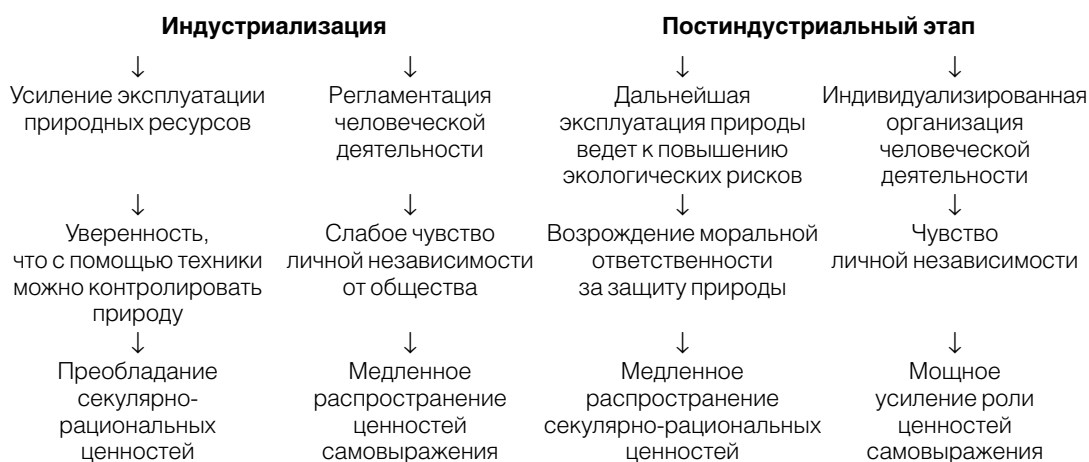 Индустриализация
Постиндустриальный этап
↓ ↓ ↓ ↓
Усиление эксплуатации
природных ресурсов
Регламентация
человеческой
деятельности
Дальнейшая
эксплуатация природы
ведет к повышению
экологических рисков
Индивидуализированная
организация
человеческой
деятельности
↓ ↓ ↓ ↓
Уверенность,
что с помощью техники
можно контролировать
природу
Слабое чувство
личной независимости
от общества
Возрождение моральной
ответственности
за защиту природы
Чувство
личной независимости
↓ ↓ ↓ ↓
Преобладание
секулярно-
рациональных
ценностей
Медленное
распространение
ценностей
самовыражения
Медленное
распространение
секулярно-рациональных
ценностей
Мощное
усиление роли
ценностей
самовыражения